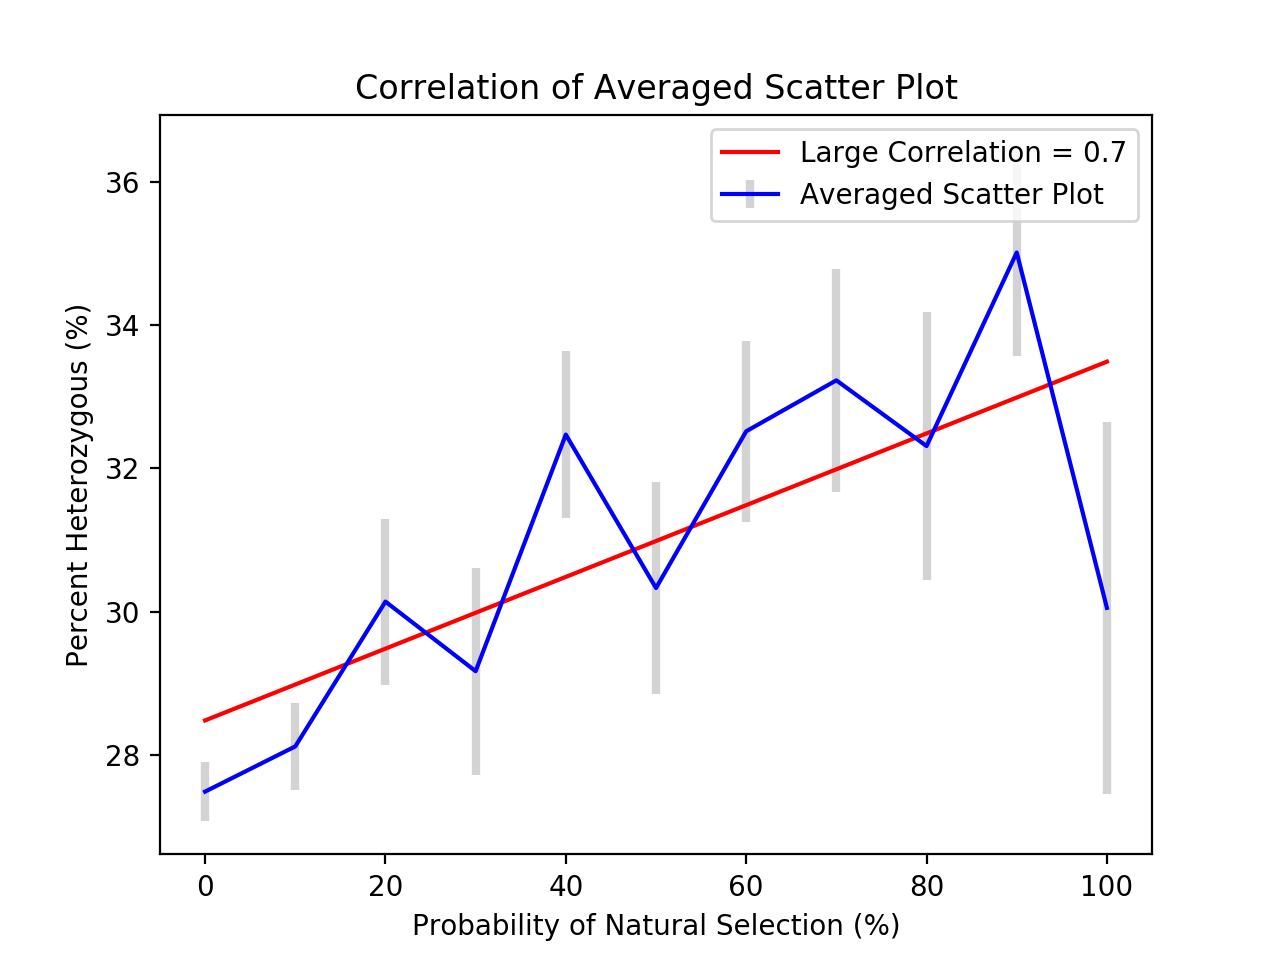 Correlation of Averaged Scatter Plot
Large Correlation = 0.7
Averaged Scatter Plot
36
34
32
30
28
Percent Heterozygous (%)
0 20 40 60 80 100
Probability of Natural Selection (%)